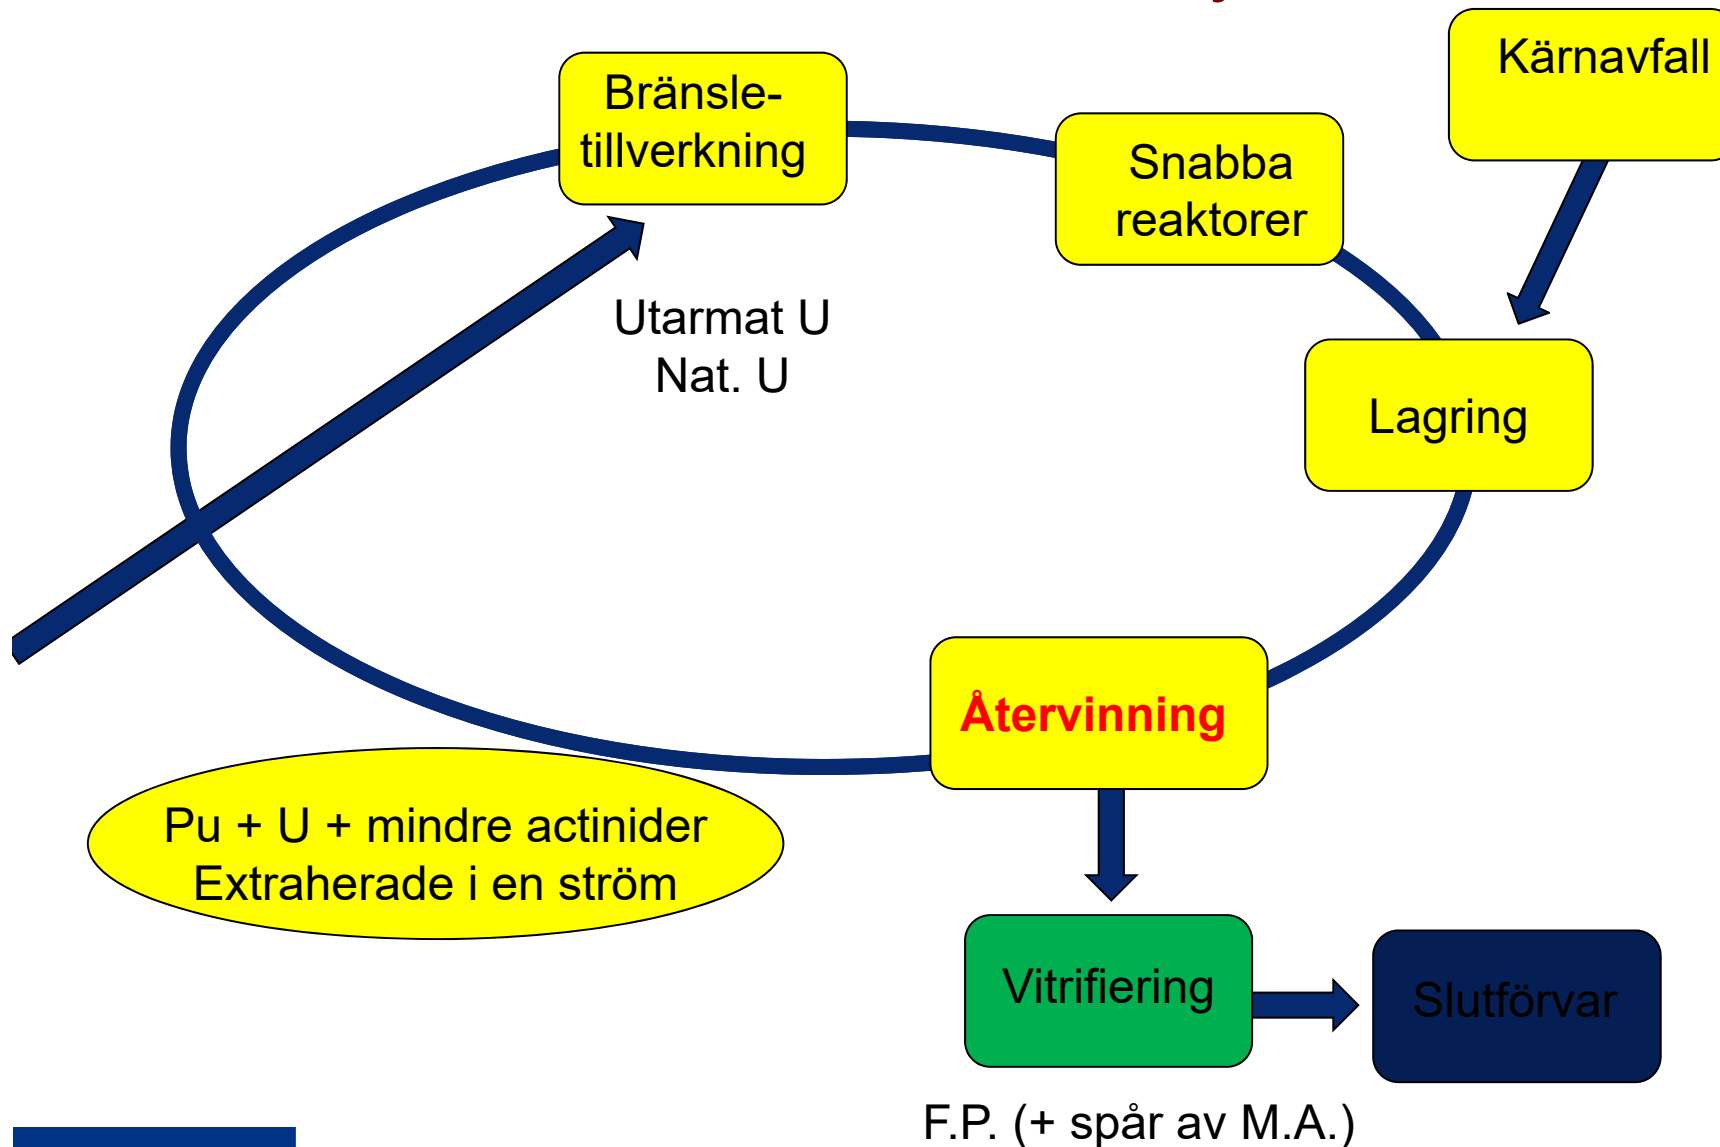 Kärnavfall
Bränsle-
tillverkning
Snabba
reaktorer
Utarmat U
Nat. U
Lagring
Återvinning
Pu + U + mindre actinider
Extraherade i en ström
Vitrifiering
Slutförvar
F.P. (+ spår av M.A.)